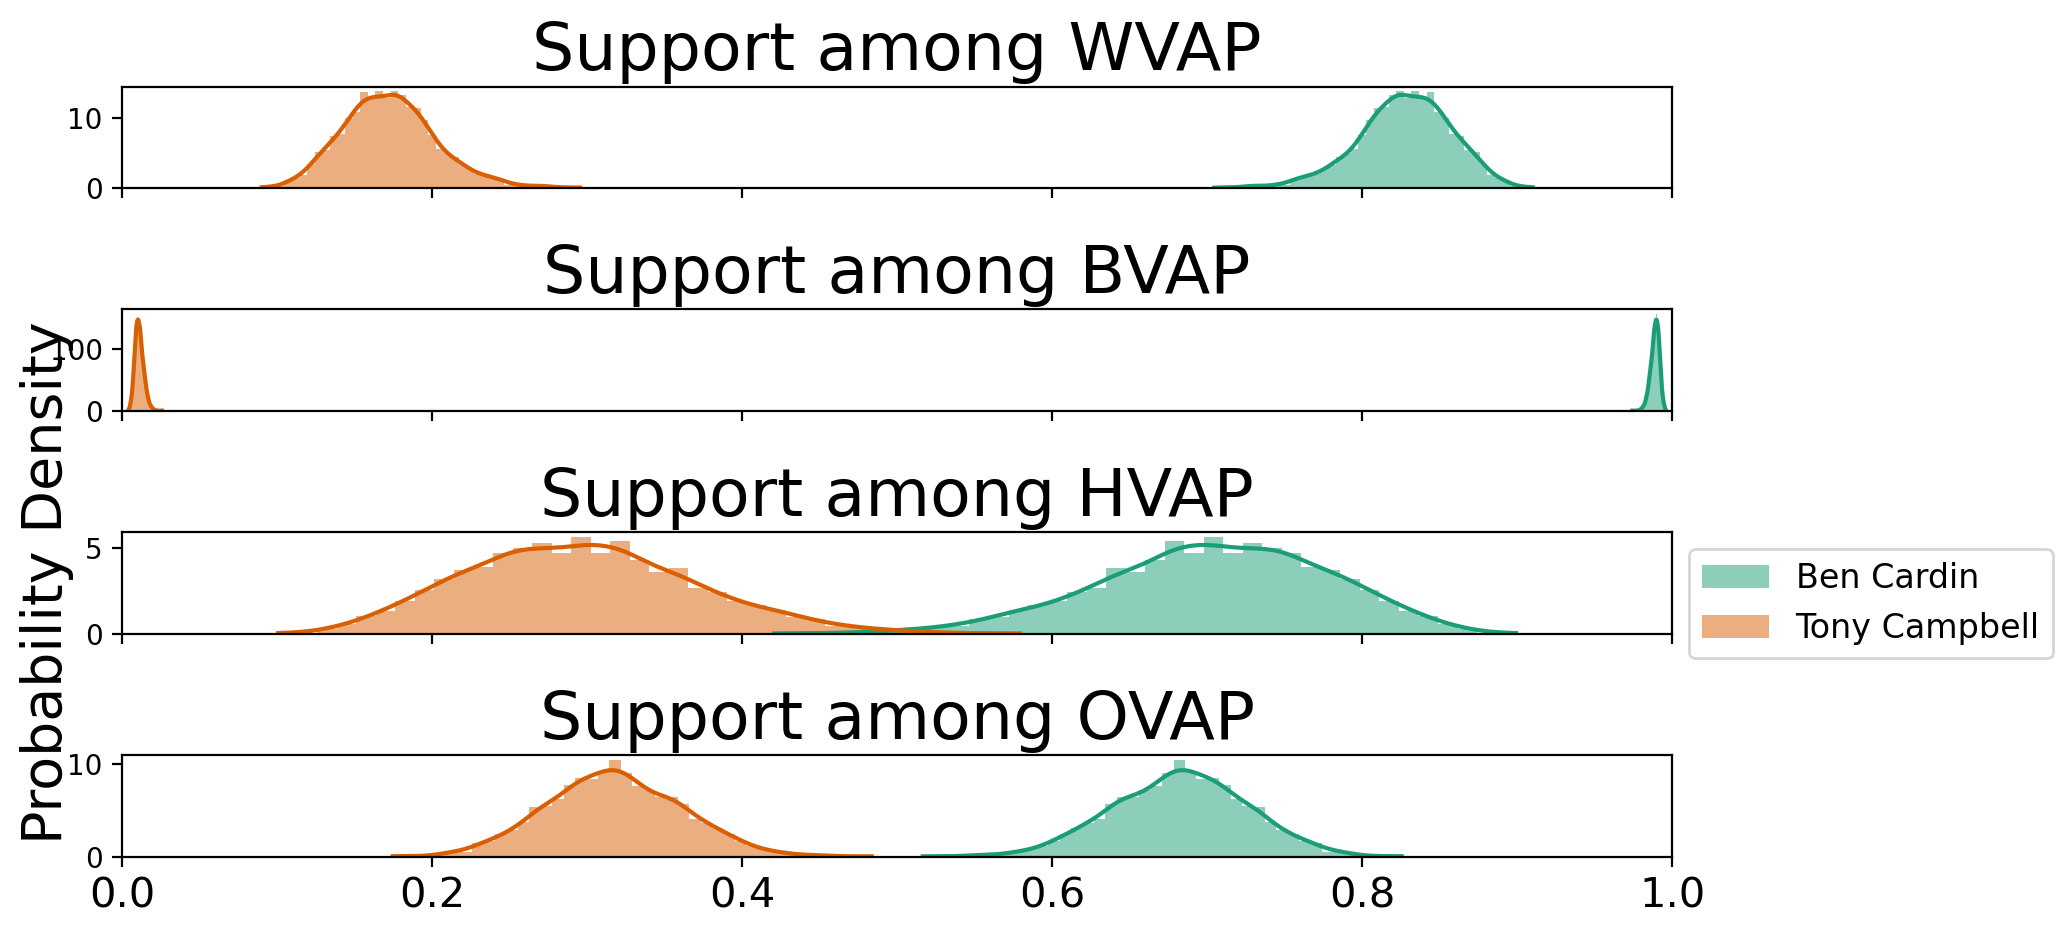 Support among WVAP
10
0
Support among BVAP
100
0
Support among HVAP
5
0
Support among OVAP
10
0
0.0 0.2 0.4 0.6 0.8 1.0
Probability Density
Ben Cardin
Tony Campbell